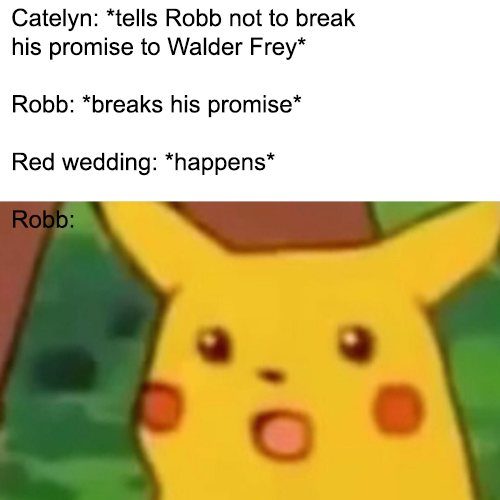 Catelyn: *tells Robb not to break
his promise to Walder Frey*
Robb: *breaks his promise*
Red wedding: *happens*
Robb: